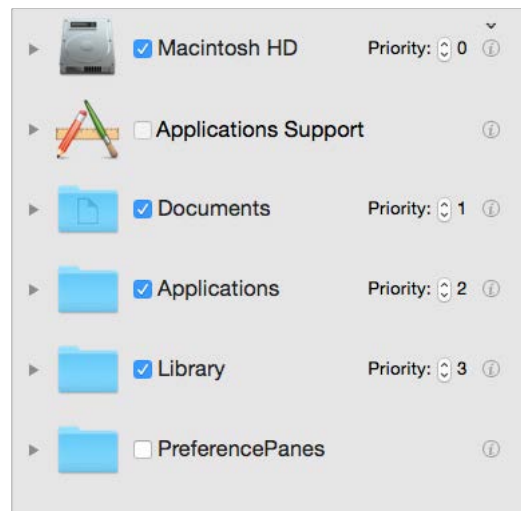 Macintosh HD Priority: 0
Applications Support
Documents Priority: 1
Applications Priority: 2
Library Priority: 3
PreferencePanes